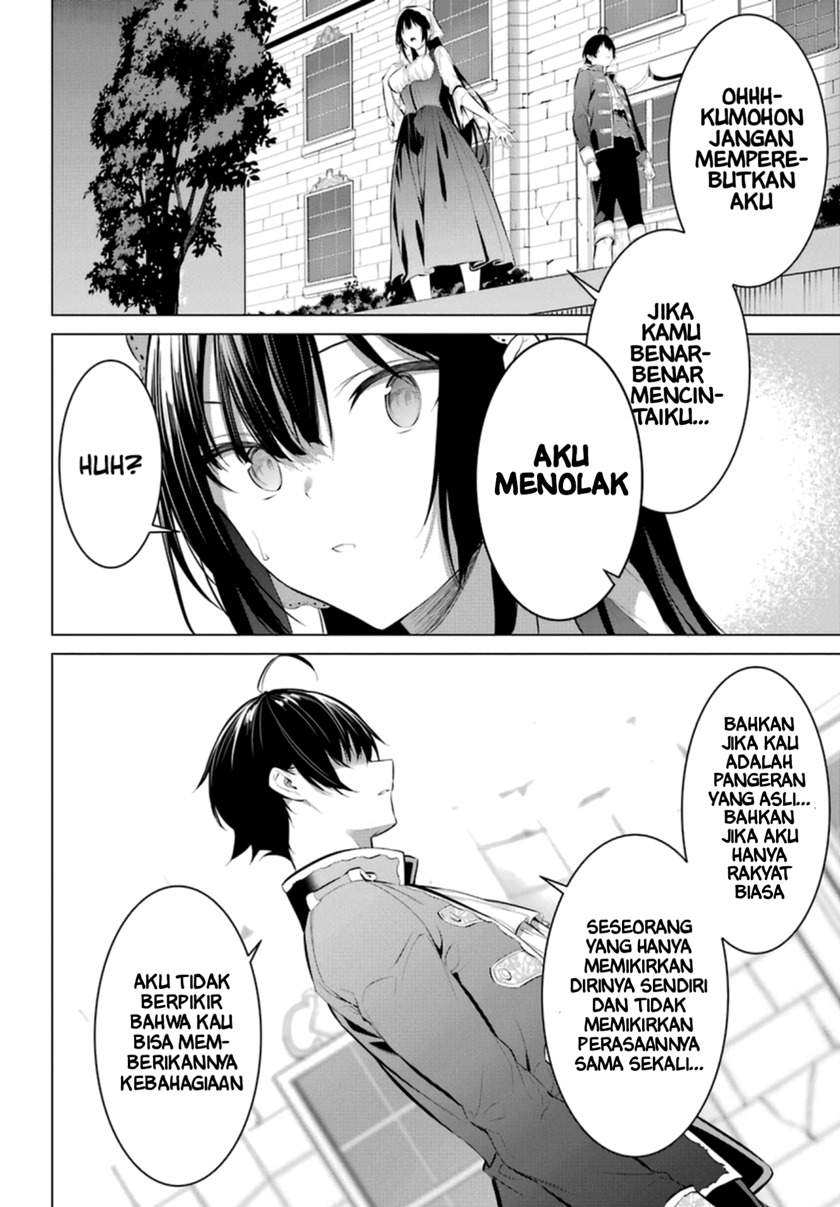 OHHH-
KUMOHON
JANGAN
MEMPERE-
BUTKAN
AKU
JIKA
KAMU
BENAR-
BENAR
MENCIN-
TAIKU...
AKU
MENOLAK
HUH?
BAHKAN
JIKA KAU
ADALAH
PANGERAN
YANG ASLI...
BAHKAN
JIKA AKU
HANYA
RAKYAT
BIASA
SESEORANG
YANG HANYA
MEMIKIRKAN
DIRINYA SENDIRI
DAN TIDAK
MEMIKIRKAN
PERASAANNYA
SAMA SEKALI...
AKU TIDAK
BERPIKIR
BAHWA KAU
BISA MEM-
BERIKANNYA
KEBAHAGIAAN